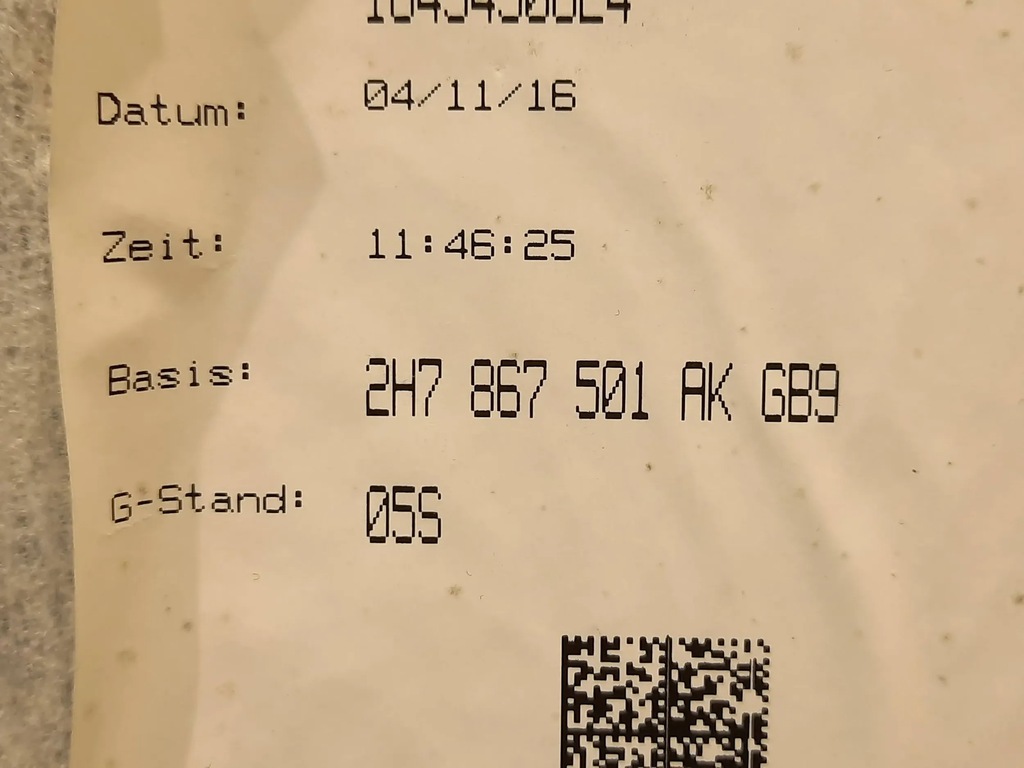 Datum: 04/11/16
Zeit: 11:46:25
Basis: 2H7 867 501 AK GB9
G-Stand: 05S